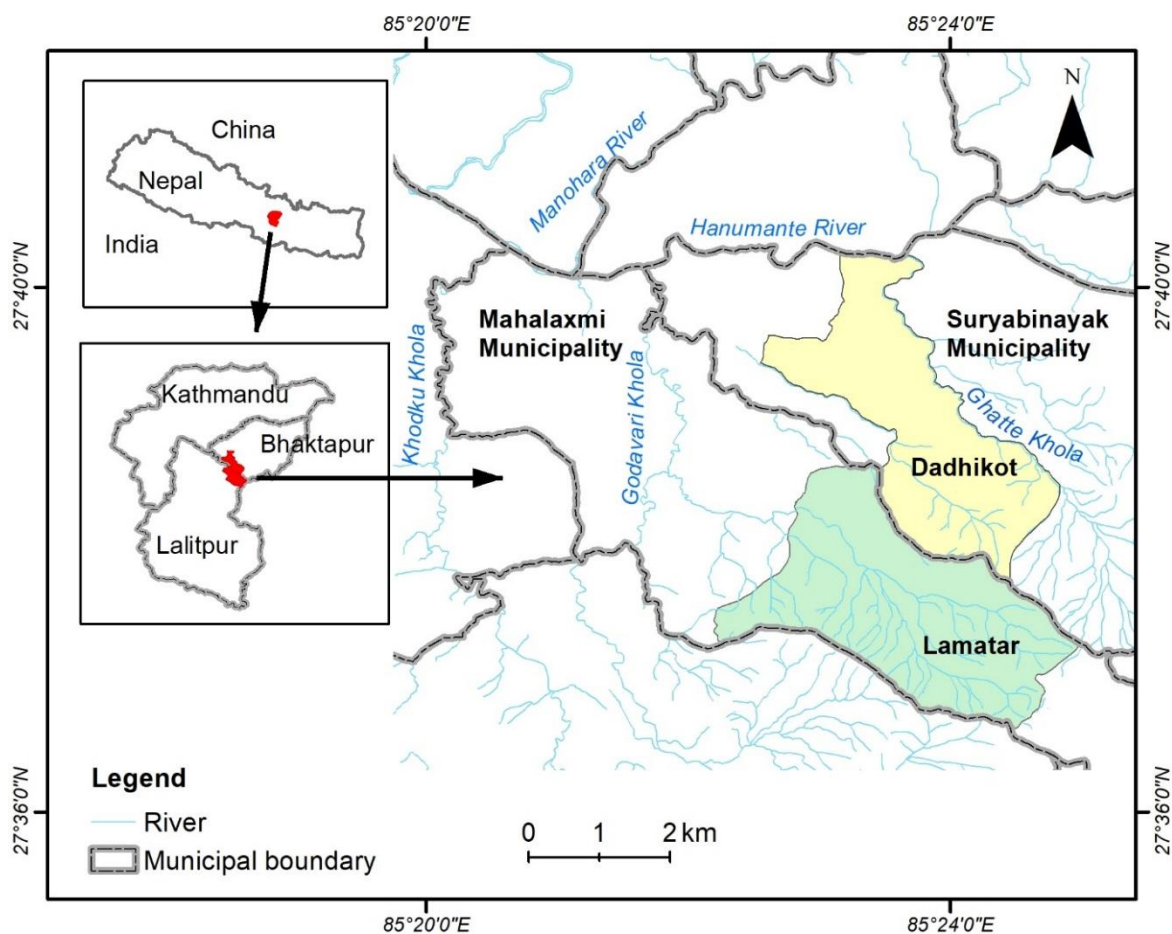 85°20'0"E
85°24'0"E
N
China
Nepal
India
Manohara River
Hanumante River
27°40'0"N
27°40'0"N
Mahalaxmi
Municipality
Suryabinayak
Municipality
Kathmandu
Bhaktapur
Lalitpur
Khodku Khola
Godavari Khola
Ghatte Khola
Dadhikot
Lamatar
Legend
River
Municipal boundary
0 1 2 km
27°36'0"N
27°36'0"N
85°20'0"E
85°24'0"E